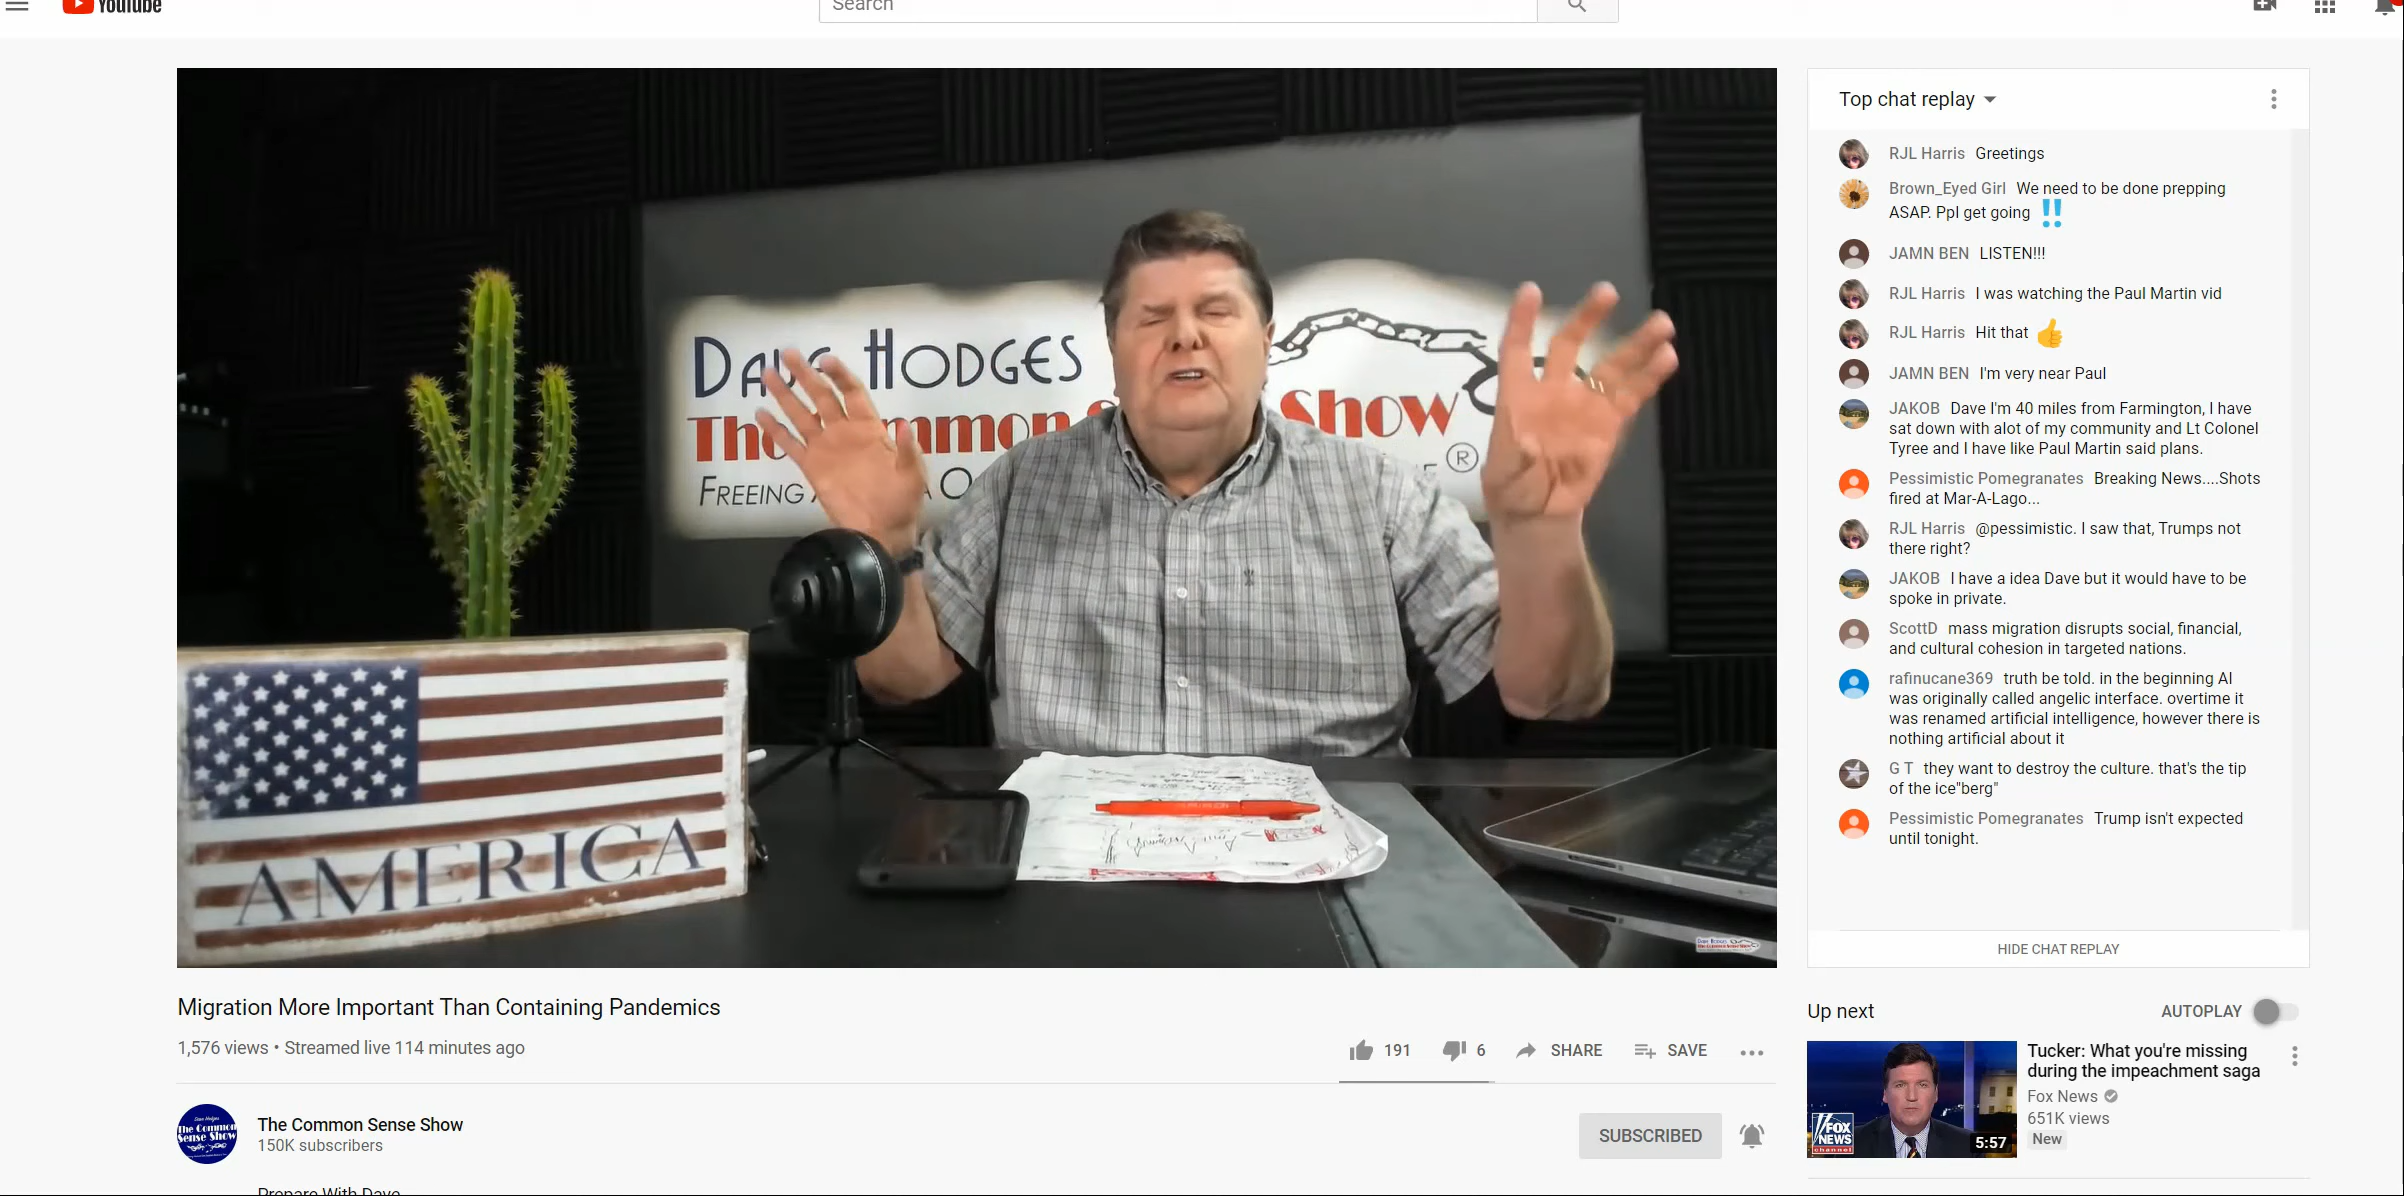 YouTube
Search
DAVE HODGES
The Common Show
FREEING A
®
AMERICA
Top chat replay
RJL Harris Greetings
Brown_Eyed Girl We need to be done prepping
ASAP. Ppl get going ‼
JAMN BEN LISTEN!!!
RJL Harris I was watching the Paul Martin vid
RJL Harris Hit that 👍
JAMN BEN I'm very near Paul
JAKOB Dave I'm 40 miles from Farmington, I have
sat down with alot of my community and Lt Colonel
Tyree and I have like Paul Martin said plans.
Pessimistic Pomegranates Breaking News....Shots
fired at Mar-A-Lago...
RJL Harris @pessimistic. I saw that, Trumps not
there right?
JAKOB I have a idea Dave but it would have to be
spoke in private.
ScottD mass migration disrupts social, financial,
and cultural cohesion in targeted nations.
rafinucane369 truth be told. in the beginning AI
was originally called angelic interface. overtime it
was renamed artificial intelligence, however there is
nothing artificial about it
G T they want to destroy the culture. that's the tip
of the ice"berg"
Pessimistic Pomegranates Trump isn't expected
until tonight.
HIDE CHAT REPLAY
Migration More Important Than Containing Pandemics
1,576 views • Streamed live 114 minutes ago
191 6 SHARE SAVE
The Common Sense Show
The Common Sense Show
150K subscribers
SUBSCRIBED
Prepare With Dave
Up next
AUTOPLAY
Tucker: What you're missing
during the impeachment saga
Fox News
651K views
New
FOX
NEWS
channel
5:57